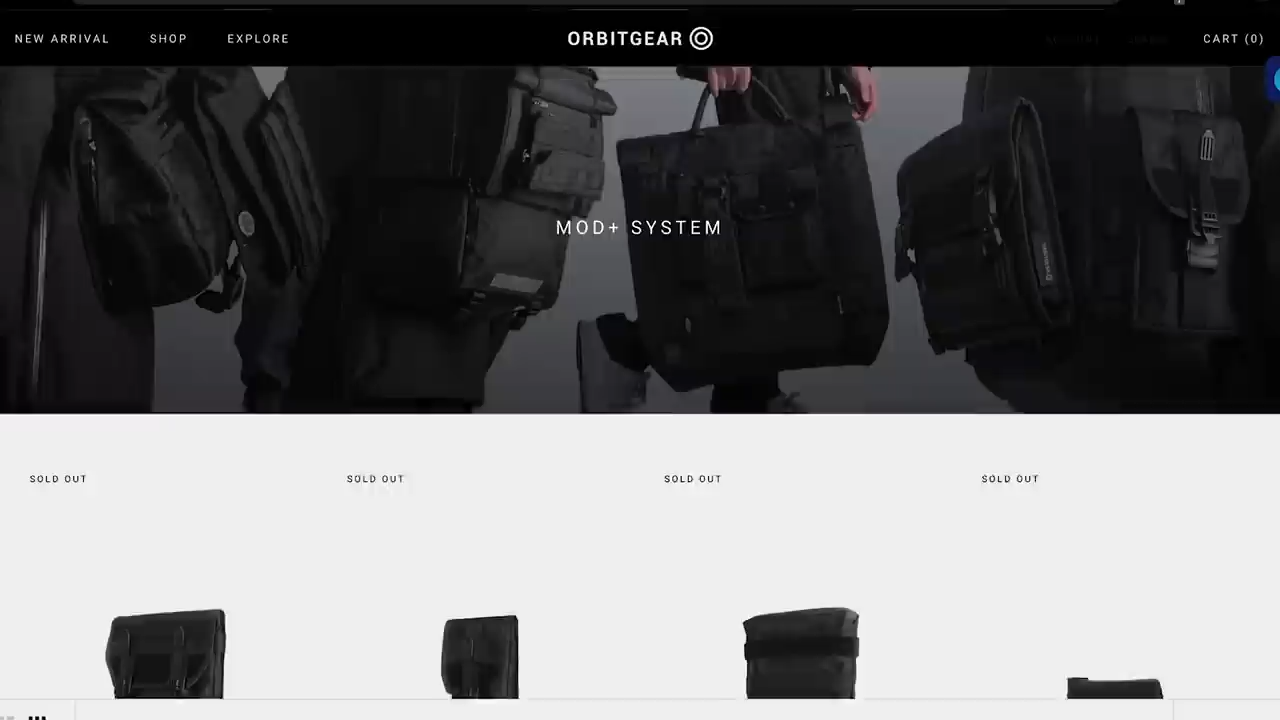 NEW ARRIVAL SHOP EXPLORE ORBITGEAR CART (0)
MOD+ SYSTEM
SOLD OUT SOLD OUT SOLD OUT SOLD OUT